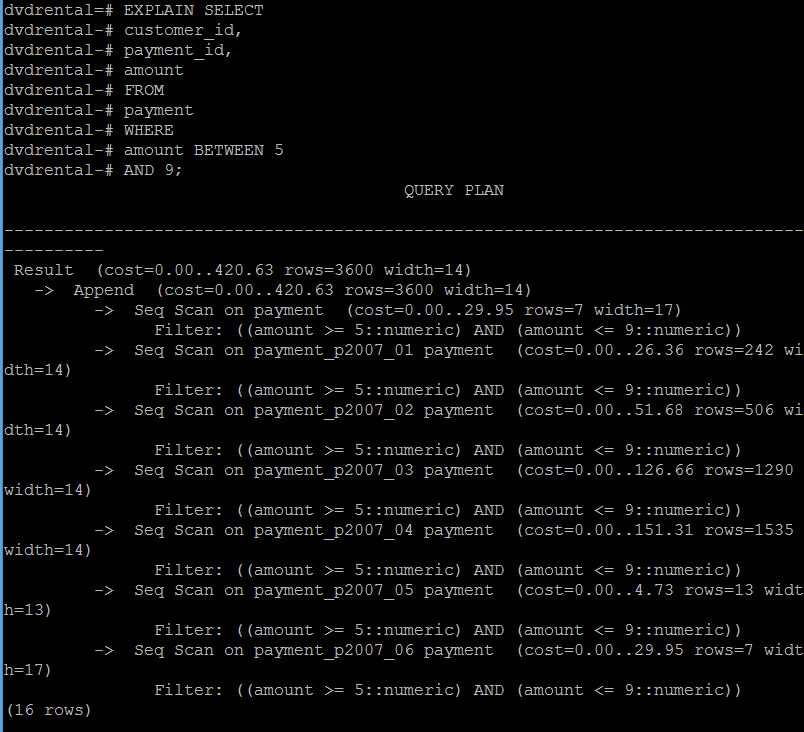 dvdrental=# EXPLAIN SELECT
dvdrental-# customer_id,
dvdrental-# payment_id,
dvdrental-# amount
dvdrental-# FROM
dvdrental-# payment
dvdrental-# WHERE
dvdrental-# amount BETWEEN 5
dvdrental-# AND 9;
QUERY PLAN
--------------------------------------------------------------------------------
----------
Result  (cost=0.00..420.63 rows=3600 width=14)
->  Append  (cost=0.00..420.63 rows=3600 width=14)
->  Seq Scan on payment  (cost=0.00..29.95 rows=7 width=17)
Filter: ((amount >= 5::numeric) AND (amount <= 9::numeric))
->  Seq Scan on payment_p2007_01 payment  (cost=0.00..26.36 rows=242 wi
dth=14)
Filter: ((amount >= 5::numeric) AND (amount <= 9::numeric))
->  Seq Scan on payment_p2007_02 payment  (cost=0.00..51.68 rows=506 wi
dth=14)
Filter: ((amount >= 5::numeric) AND (amount <= 9::numeric))
->  Seq Scan on payment_p2007_03 payment  (cost=0.00..126.66 rows=1290
width=14)
Filter: ((amount >= 5::numeric) AND (amount <= 9::numeric))
->  Seq Scan on payment_p2007_04 payment  (cost=0.00..151.31 rows=1535
width=14)
Filter: ((amount >= 5::numeric) AND (amount <= 9::numeric))
->  Seq Scan on payment_p2007_05 payment  (cost=0.00..4.73 rows=13 widt
h=13)
Filter: ((amount >= 5::numeric) AND (amount <= 9::numeric))
->  Seq Scan on payment_p2007_06 payment  (cost=0.00..29.95 rows=7 widt
h=17)
Filter: ((amount >= 5::numeric) AND (amount <= 9::numeric))
(16 rows)